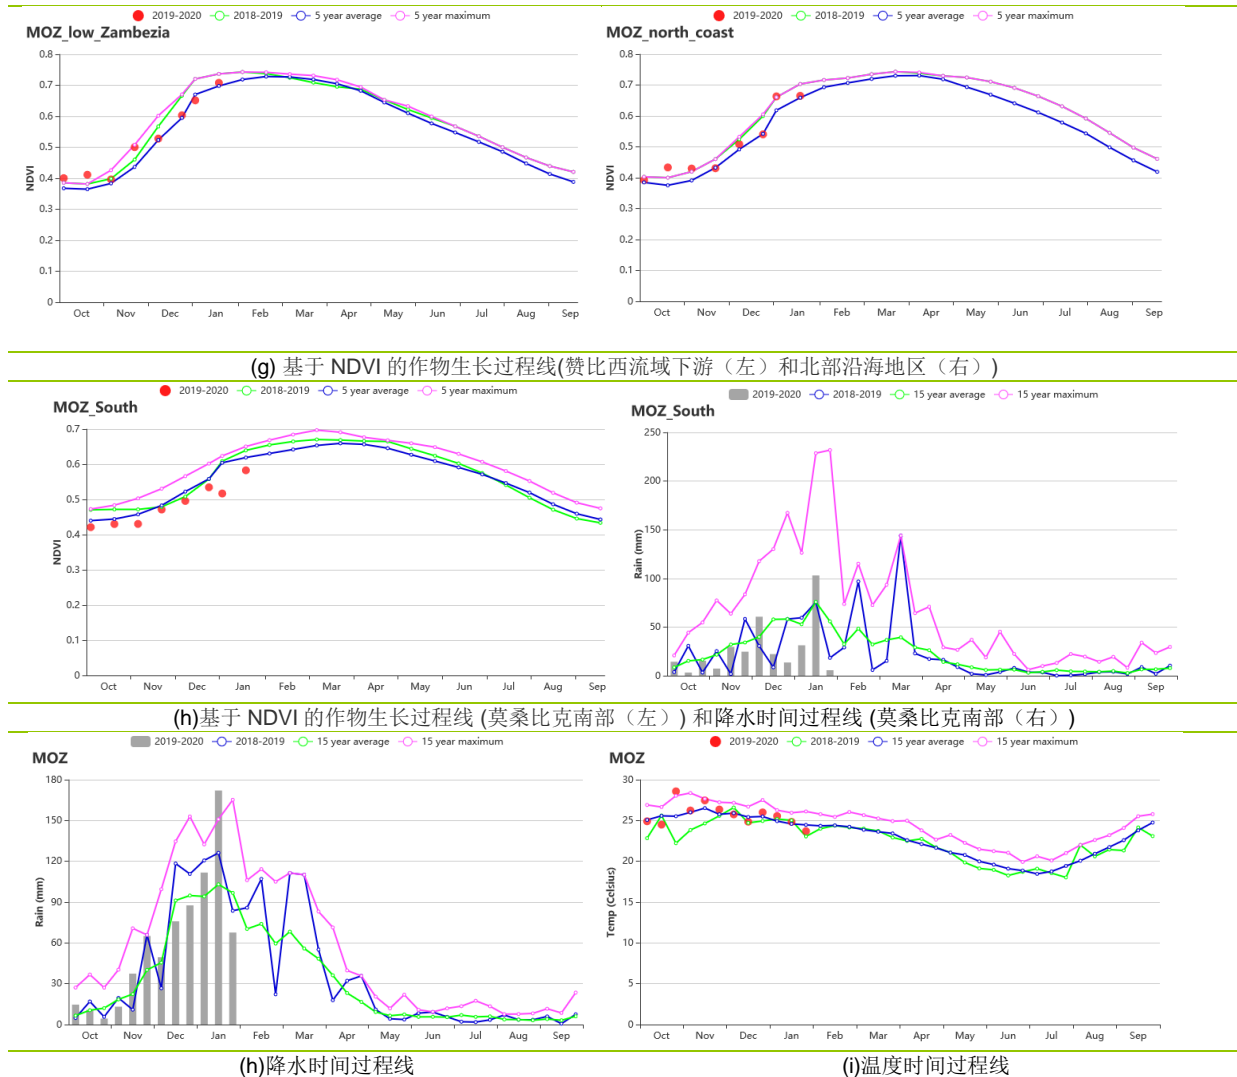 2019-2020 2018-2019 5 year average 5 year maximum
MOZ_low_Zambezia
NDVI
0.8
0.7
0.6
0.5
0.4
0.3
0.2
0.1
0
Oct Nov Dec Jan Feb Mar Apr May Jun Jul Aug Sep
2019-2020 2018-2019 5 year average 5 year maximum
MOZ_north_coast
NDVI
0.8
0.7
0.6
0.5
0.4
0.3
0.2
0.1
0
Oct Nov Dec Jan Feb Mar Apr May Jun Jul Aug Sep
(g) 基于 NDVI 的作物生长过程线(赞比西流域下游（左）和北部沿海地区（右）)
2019-2020 2018-2019 5 year average 5 year maximum
MOZ_South
NDVI
0.7
0.6
0.5
0.4
0.3
0.2
0.1
0
Oct Nov Dec Jan Feb Mar Apr May Jun Jul Aug Sep
2019-2020 2018-2019 15 year average 15 year maximum
MOZ_South
Rain (mm)
250
200
150
100
50
0
Oct Nov Dec Jan Feb Mar Apr May Jun Jul Aug Sep
(h)基于 NDVI 的作物生长过程线 (莫桑比克南部（左）) 和降水时间过程线 (莫桑比克南部（右）)
2019-2020 2018-2019 15 year average 15 year maximum
MOZ
Rain (mm)
180
150
120
90
60
30
0
Oct Nov Dec Jan Feb Mar Apr May Jun Jul Aug Sep
2019-2020 2018-2019 15 year average 15 year maximum
MOZ
Temp (Celsius)
30
25
20
15
10
5
0
Oct Nov Dec Jan Feb Mar Apr May Jun Jul Aug Sep
(h)降水时间过程线
(i)温度时间过程线